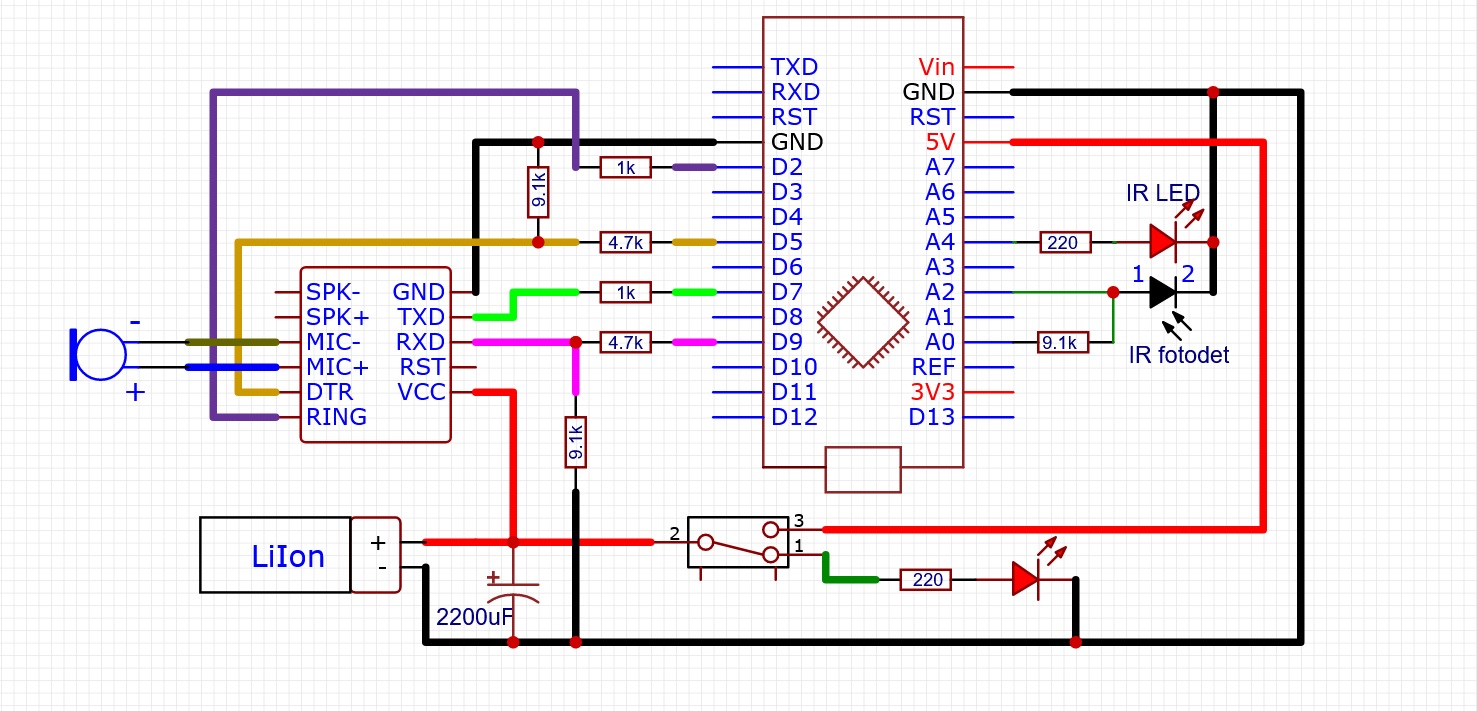 TXD
RXD
RST
GND
D2
D3
D4
D5
D6
D7
D8
D9
D10
D11
D12
Vin
GND
RST
5V
A7
A6
A5
A4
A3
A2
A1
A0
REF
3V3
D13
1k
9.1k
4.7k
1k
4.7k
9.1k
SPK-
SPK+
MIC-
MIC+
DTR
RING
GND
TXD
RXD
RST
VCC
-
+
IR LED
220
1 2
9.1k
IR fotodet
LiIon
+
-
+
2200uF
2
3
1
220